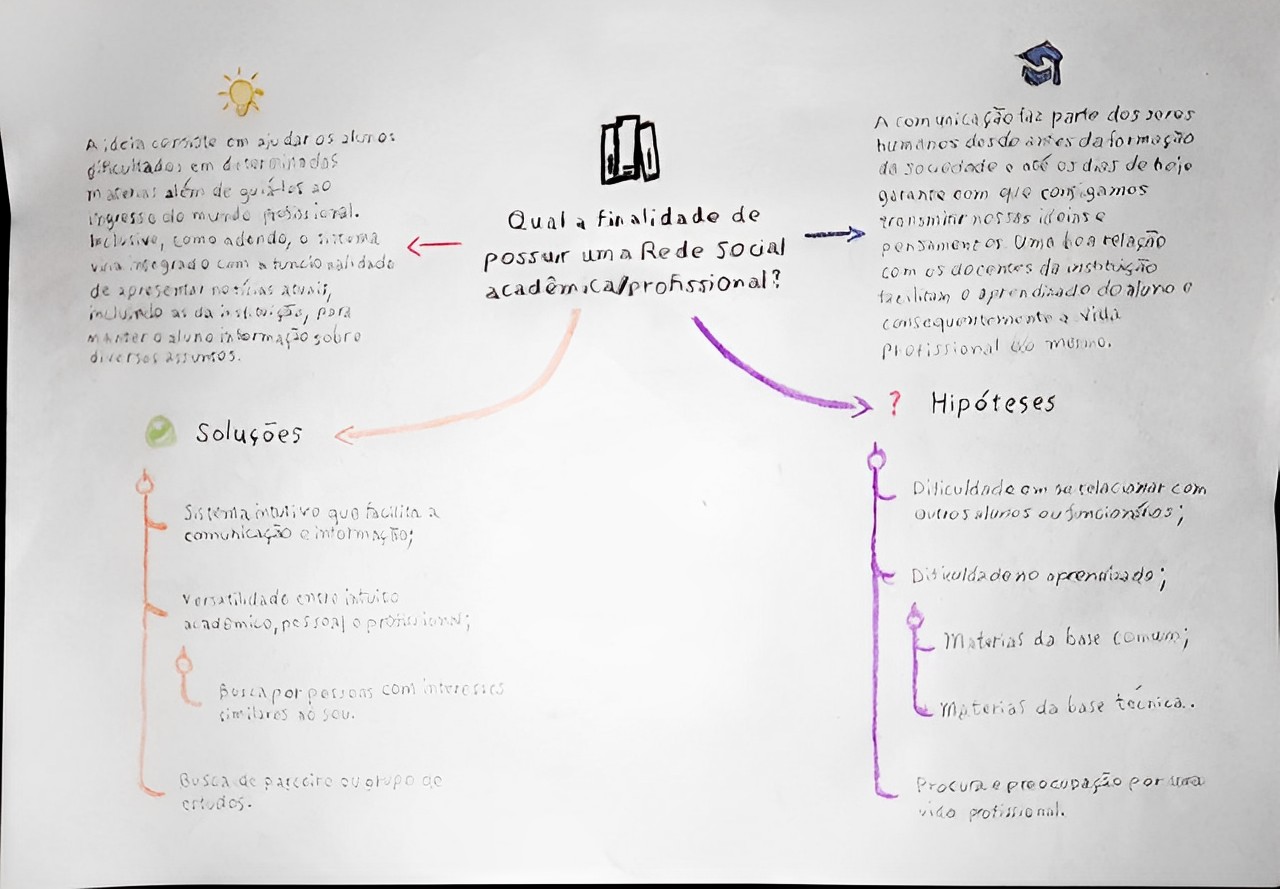 Qual a finalidade de
possuir uma Rede Social
acadêmica/profissional?
A ideia consiste em ajudar os alunos
dificultados em determinadas
materias além de guiá-los ao
ingresso do mundo profissional.
Inclusive, como adendo, o sistema
viria integrado com a funcionalidade
de apresentar notícias atuais,
incluindo as da instituição, para
manter o aluno informação sobre
diversos assuntos.
A comunicação faz parte dos seres
humanos desde antes da formação
da sociedade e até os dias de hoje
garante com que consigamos
transmitir nossas ideias e
pensamentos. Uma boa relação
com os docentes da instituição
facilitam o aprendizado do aluno e
consequentemente a vida
profissional do mesmo.
Soluções
Sistema intuitivo que facilita a
comunicação e informação;
Versatilidade entre intuito
acadêmico, pessoal e profissional;
Busca por pessoas com interesses
similares ao seu.
Busca de parceiro ou grupo de
estudos.
? Hipóteses
Dificuldade em se relacionar com
outros alunos ou funcionários;
Dificuldade no aprendizado;
Materias da base comum;
Materias da base técnica.
Procura e preocupação por uma
vida profissional.